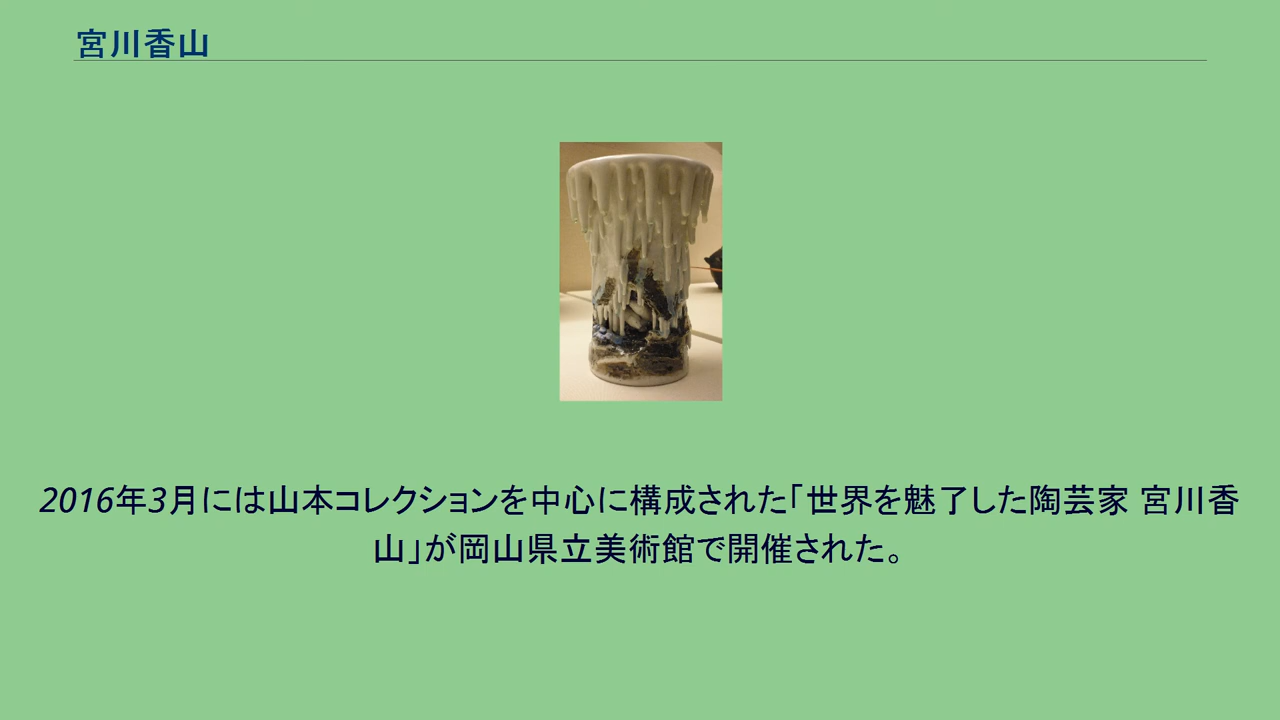 宮川香山
2016年3月には山本コレクションを中心に構成された「世界を魅了した陶芸家 宮川香
山」が岡山県立美術館で開催された。